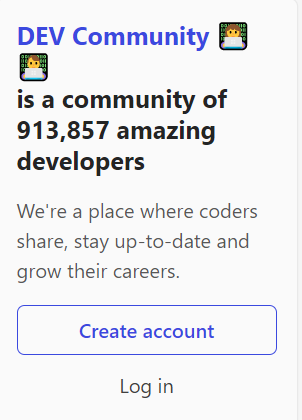 DEV Community 👩‍💻
👨‍💻
is a community of
913,857 amazing
developers
We're a place where coders
share, stay up-to-date and
grow their careers.
Create account
Log in